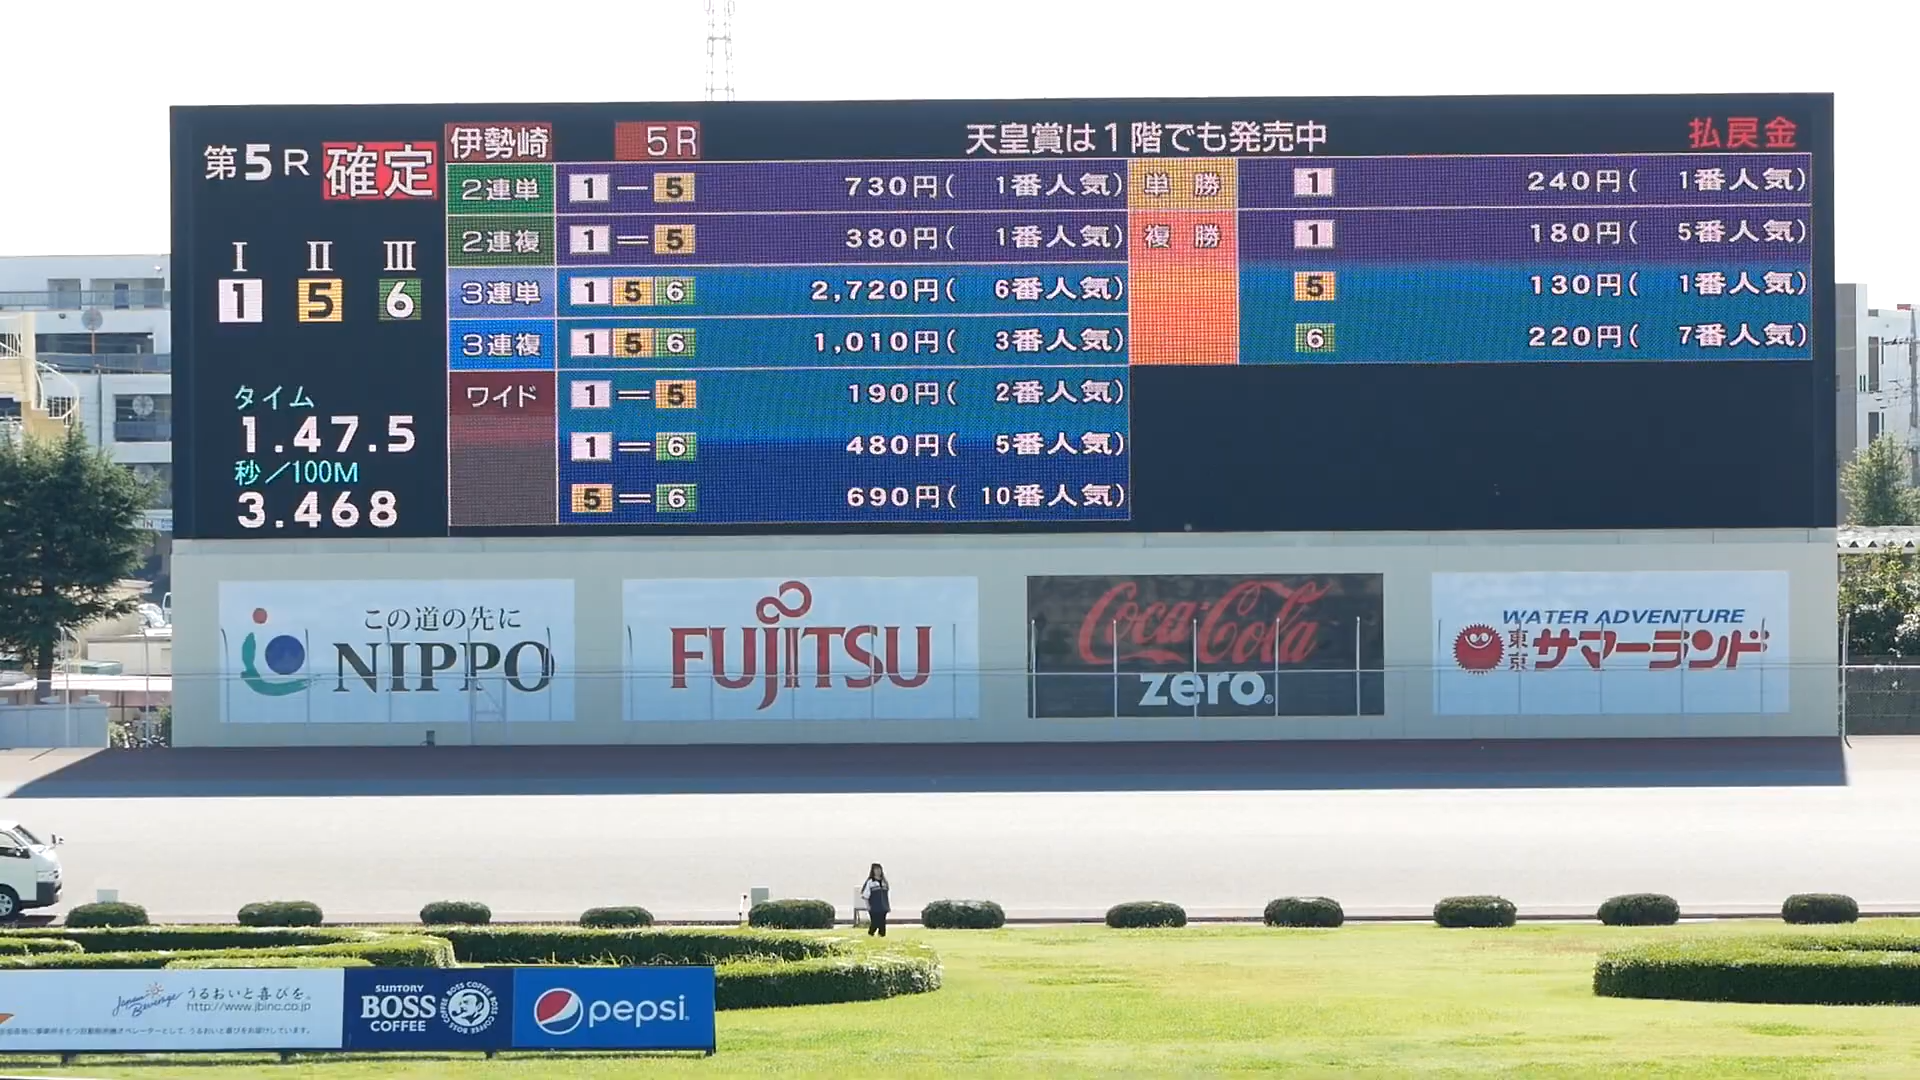 第5R 確定
Ⅰ Ⅱ Ⅲ
1 5 6
タイム
1.47.5
秒/100M
3.468
伊勢崎 5R 天皇賞は1階でも発売中 払戻金
2連単 1－5 730円( 1番人気)
2連複 1＝5 380円( 1番人気)
3連単 1 5 6 2,720円( 6番人気)
3連複 1 5 6 1,010円( 3番人気)
ワイド 1＝5 190円( 2番人気)
1＝6 480円( 5番人気)
5＝6 690円( 10番人気)
単勝 1 240円( 1番人気)
複勝 1 180円( 5番人気)
5 130円( 1番人気)
6 220円( 7番人気)
この道の先に
NIPPO
FUJITSU
Coca-Cola
zero
WATER ADVENTURE
東京サマーランド
Japan Beverage うるおいと喜びを。
http://www.jbinc.co.jp
SUNTORY
BOSS
COFFEE
BOSS COFFEE BOSS COFFEE
pepsi